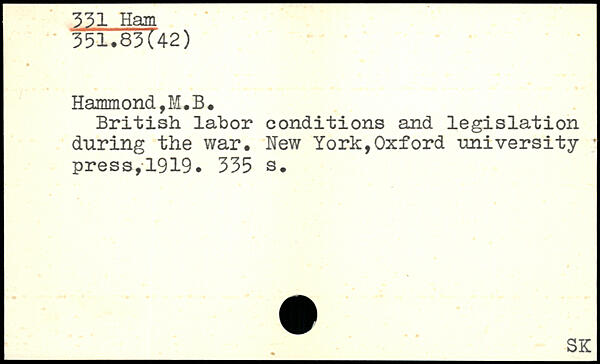 331 Ham
351.83(42)
Hammond,M.B.
British labor conditions and legislation
during the war. New York,Oxford university
press,1919. 335 s.
SK